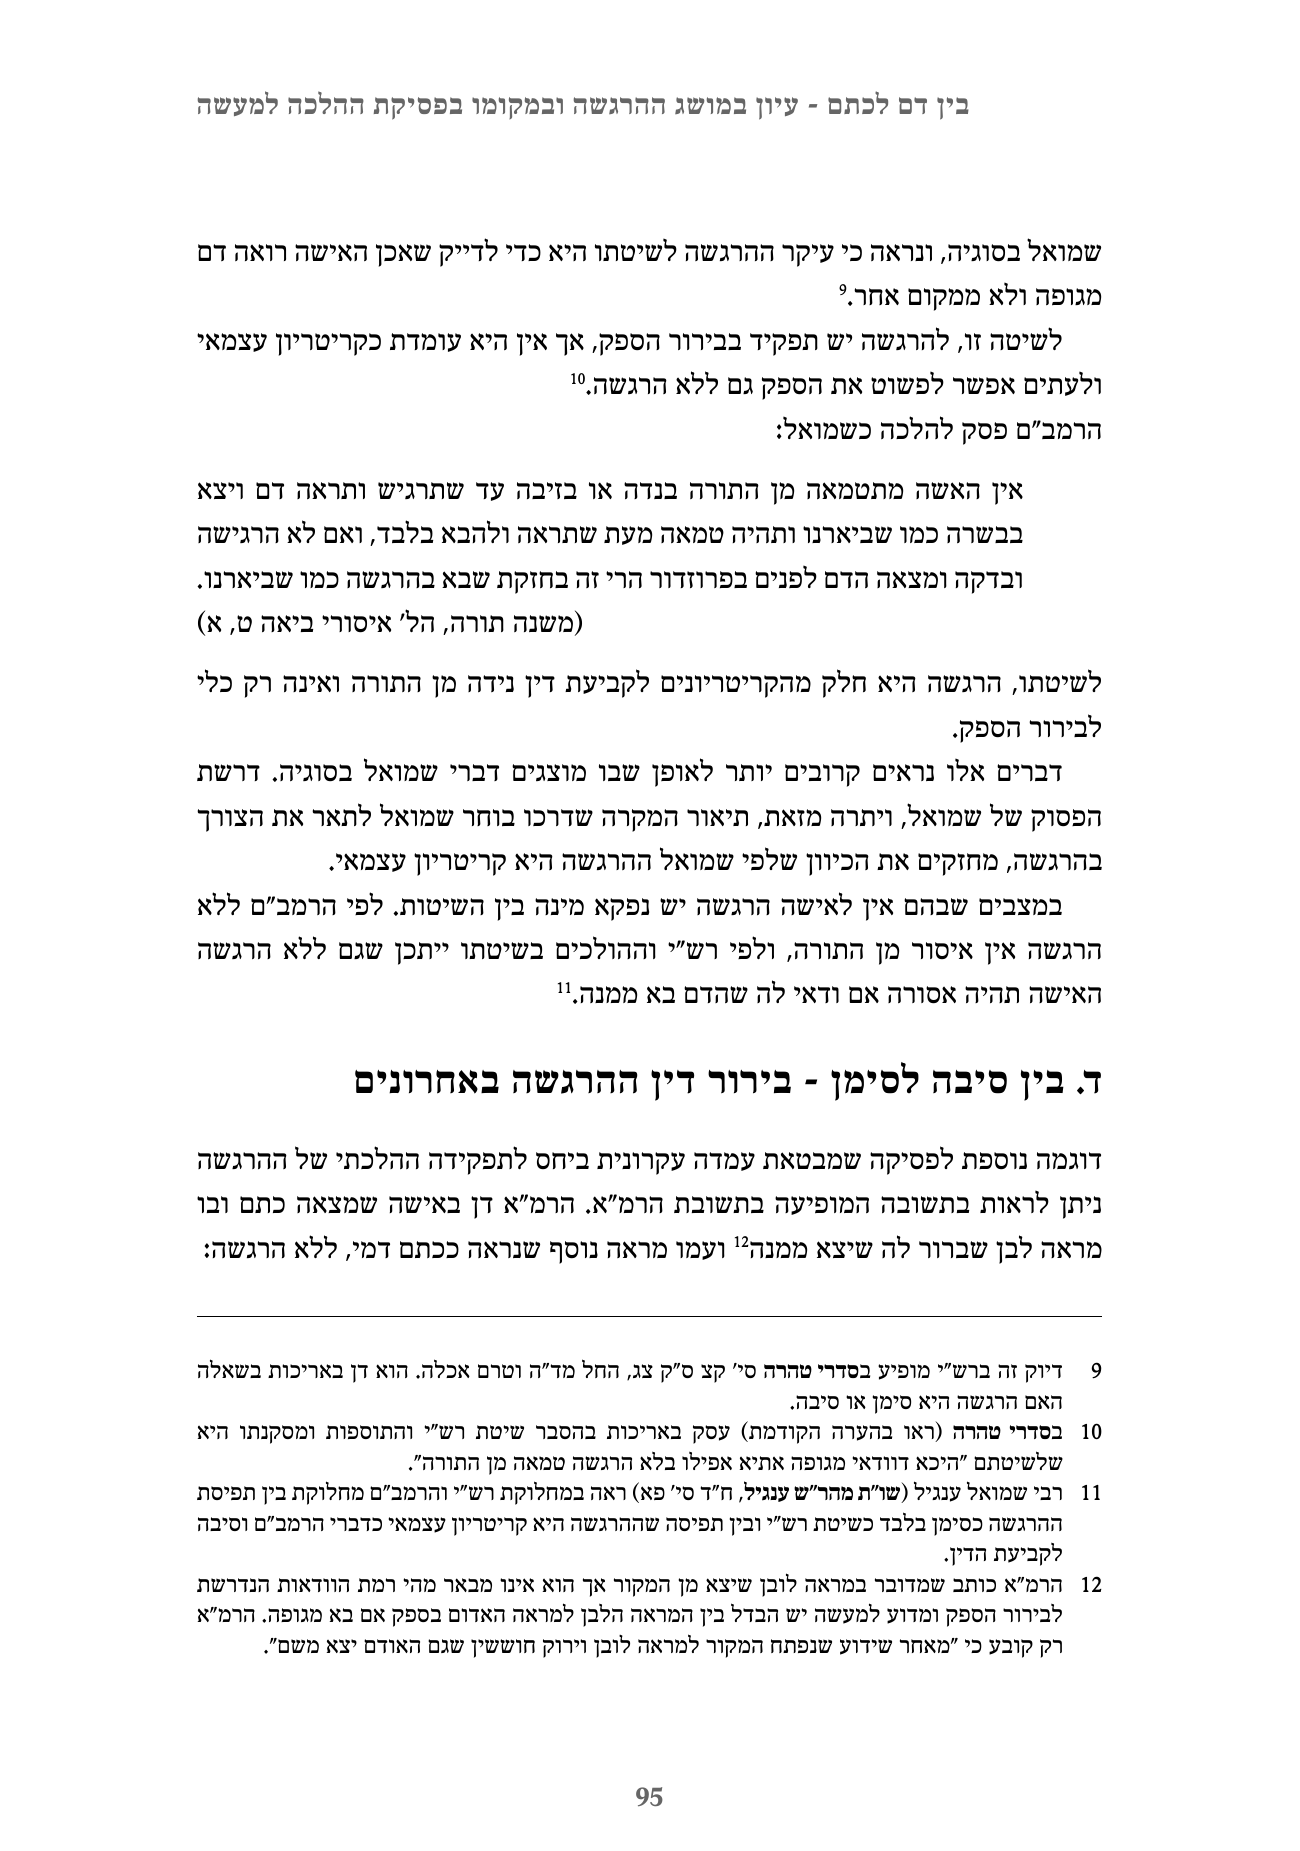 בין דם לכתם - עיון במושג ההרגשה ובמקומו בפסיקת ההלכה למעשה
שמואל בסוגיה, ונראה כי עיקר ההרגשה לשיטתו היא כדי לדייק שאכן האישה רואה דם
מגופה ולא ממקום אחר.9
לשיטה זו, להרגשה יש תפקיד בבירור הספק, אך אין היא עומדת כקריטריון עצמאי
ולעתים אפשר לפשוט את הספק גם ללא הרגשה.10
הרמב"ם פסק להלכה כשמואל:
אין האשה מתטמאה מן התורה בנדה או בזיבה עד שתרגיש ותראה דם ויצא
בבשרה כמו שביארנו ותהיה טמאה מעת שתראה ולהבא בלבד, ואם לא הרגישה
ובדקה ומצאה הדם לפנים בפרוזדור הרי זה בחזקת שבא בהרגשה כמו שביארנו.
(משנה תורה, הל' איסורי ביאה ט, א)
לשיטתו, הרגשה היא חלק מהקריטריונים לקביעת דין נידה מן התורה ואינה רק כלי
לבירור הספק.
דברים אלו נראים קרובים יותר לאופן שבו מוצגים דברי שמואל בסוגיה. דרשת
הפסוק של שמואל, ויתרה מזאת, תיאור המקרה שדרכו בוחר שמואל לתאר את הצורך
בהרגשה, מחזקים את הכיוון שלפי שמואל ההרגשה היא קריטריון עצמאי.
במצבים שבהם אין לאישה הרגשה יש נפקא מינה בין השיטות. לפי הרמב"ם ללא
הרגשה אין איסור מן התורה, ולפי רש"י וההולכים בשיטתו ייתכן שגם ללא הרגשה
האישה תהיה אסורה אם ודאי לה שהדם בא ממנה.11
ד. בין סיבה לסימן - בירור דין ההרגשה באחרונים
דוגמה נוספת לפסיקה שמבטאת עמדה עקרונית ביחס לתפקידה ההלכתי של ההרגשה
ניתן לראות בתשובה המופיעה בתשובת הרמ"א. הרמ"א דן באישה שמצאה כתם ובו
מראה לבן שברור לה שיצא ממנה12 ועמו מראה נוסף שנראה ככתם דמי, ללא הרגשה:
9 דיוק זה ברש"י מופיע בסדרי טהרה סי' קצ ס"ק צג, החל מד"ה וטרם אכלה. הוא דן באריכות בשאלה
האם הרגשה היא סימן או סיבה.
10 בסדרי טהרה (ראו בהערה הקודמת) עסק באריכות בהסבר שיטת רש"י והתוספות ומסקנתו היא
שלשיטתם "היכא דוודאי מגופה אתיא אפילו בלא הרגשה טמאה מן התורה".
11 רבי שמואל ענגיל (שו"ת מהר"ש ענגיל, ח"ד סי' פא) ראה במחלוקת רש"י והרמב"ם מחלוקת בין תפיסת
ההרגשה כסימן בלבד כשיטת רש"י ובין תפיסה שההרגשה היא קריטריון עצמאי כדברי הרמב"ם וסיבה
לקביעת הדין.
12 הרמ"א כותב שמדובר במראה לובן שיצא מן המקור אך הוא אינו מבאר מהי רמת הוודאות הנדרשת
לבירור הספק ומדוע למעשה יש הבדל בין המראה הלבן למראה האדום בספק אם בא מגופה. הרמ"א
רק קובע כי "מאחר שידוע שנפתח המקור למראה לובן וירוק חוששין שגם האודם יצא משם".
95